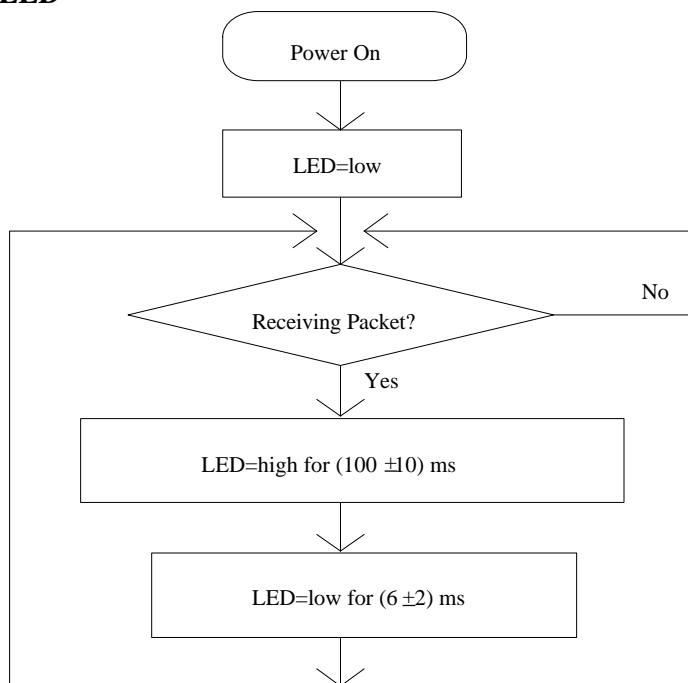 Power On
LED=low
No
Receiving Packet?
Yes
LED=high for (100 ±10) ms
LED=low for (6 ±2) ms